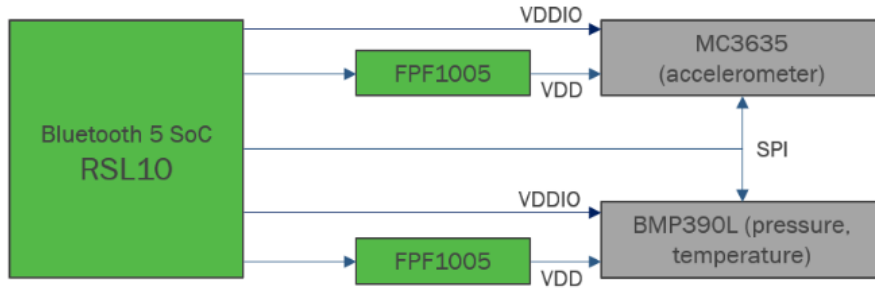 VDDIO
FPF1005
VDD
MC3635
(accelerometer)
Bluetooth 5 SoC
RSL10
SPI
VDDIO
FPF1005
VDD
BMP390L (pressure,
temperature)